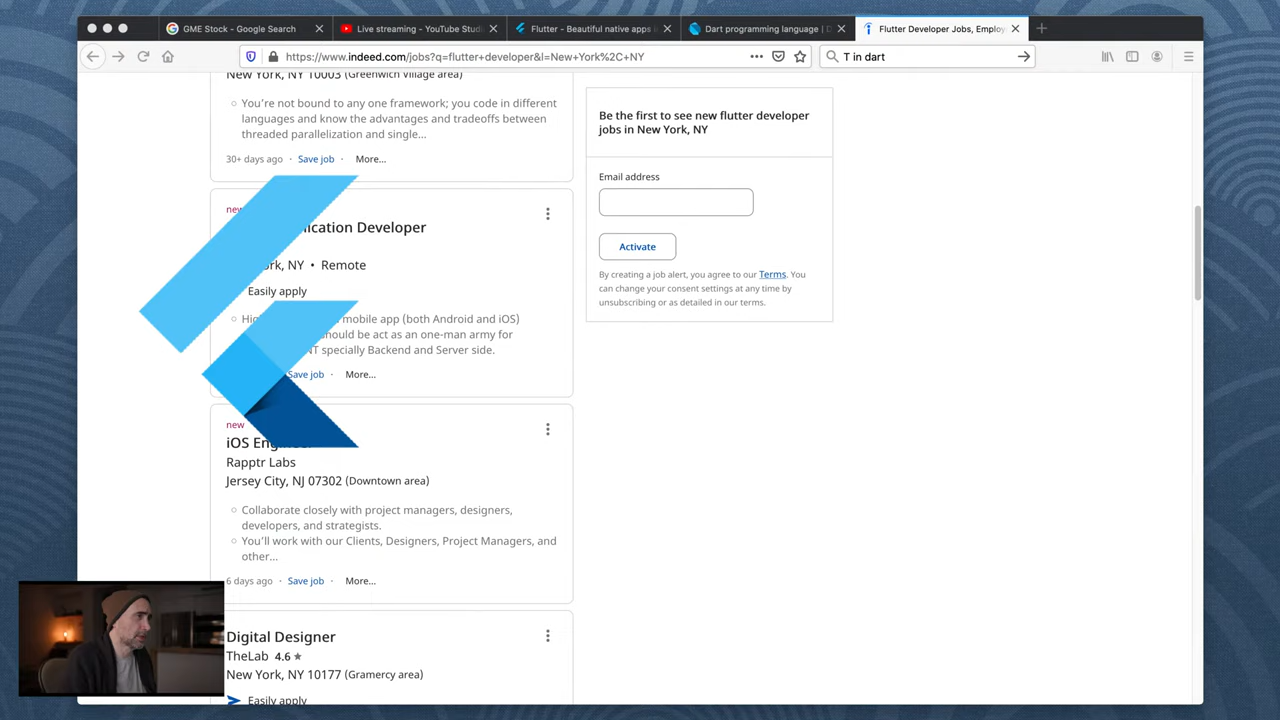 GME Stock - Google Search
Live streaming - YouTube Studi
Flutter - Beautiful native apps i
Dart programming language | D
Flutter Developer Jobs, Employ
https://www.indeed.com/jobs?q=flutter+developer&l=New+York%2C+NY
T in dart
New York, NY 10003 (Greenwich Village area)
You're not bound to any one framework; you code in different
languages and know the advantages and tradeoffs between
threaded parallelization and single...
30+ days ago · Save job · More...
new
ication Developer
rk, NY • Remote
Easily apply
mobile app (both Android and iOS)
should be act as an one-man army for
NT specially Backend and Server side.
Save job · More...
new
iOS Eng
Rapptr Labs
Jersey City, NJ 07302 (Downtown area)
Collaborate closely with project managers, designers,
developers, and strategists.
You'll work with our Clients, Designers, Project Managers, and
other...
6 days ago · Save job · More...
Digital Designer
TheLab 4.6
New York, NY 10177 (Gramercy area)
Easily apply
Be the first to see new flutter developer
jobs in New York, NY
Email address
Activate
By creating a job alert, you agree to our Terms. You
can change your consent settings at any time by
unsubscribing or as detailed in our terms.